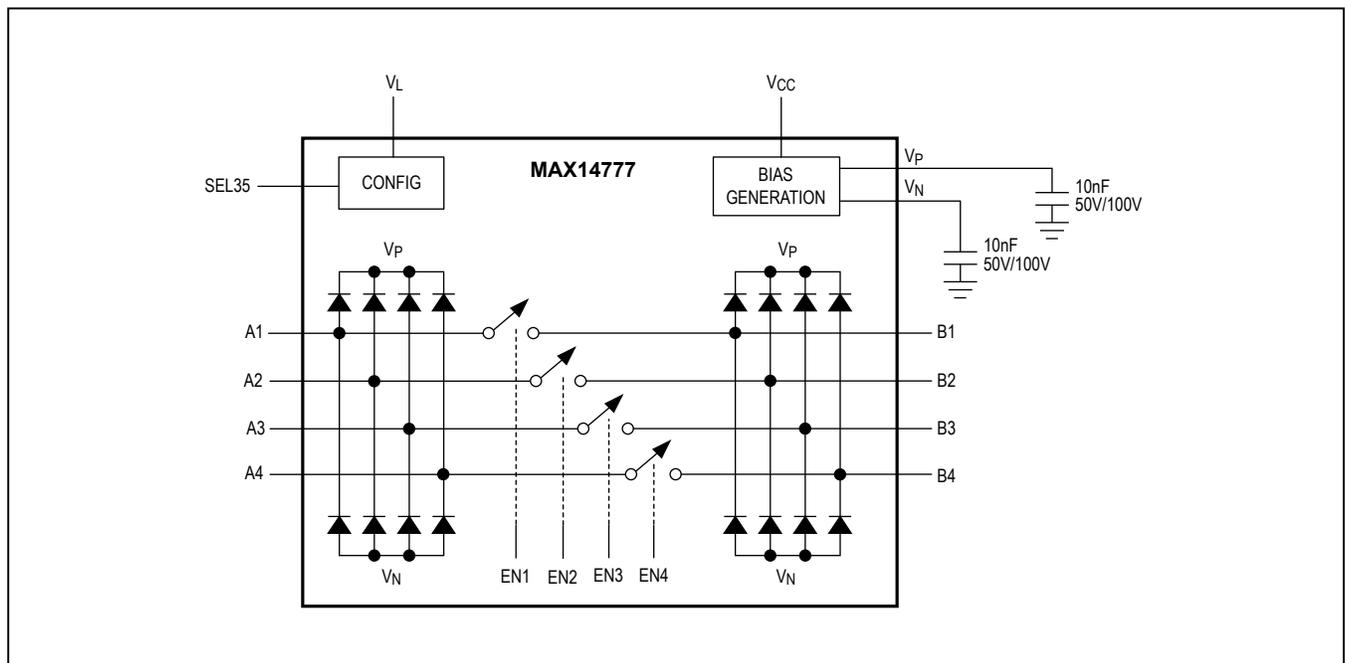 VL
VCC
MAX14777
SEL35
CONFIG
BIAS
GENERATION
VP
VN
10nF
50V/100V
10nF
50V/100V
VP
VP
A1
B1
A2
B2
A3
B3
A4
B4
VN
EN1
EN2
EN3
EN4
VN